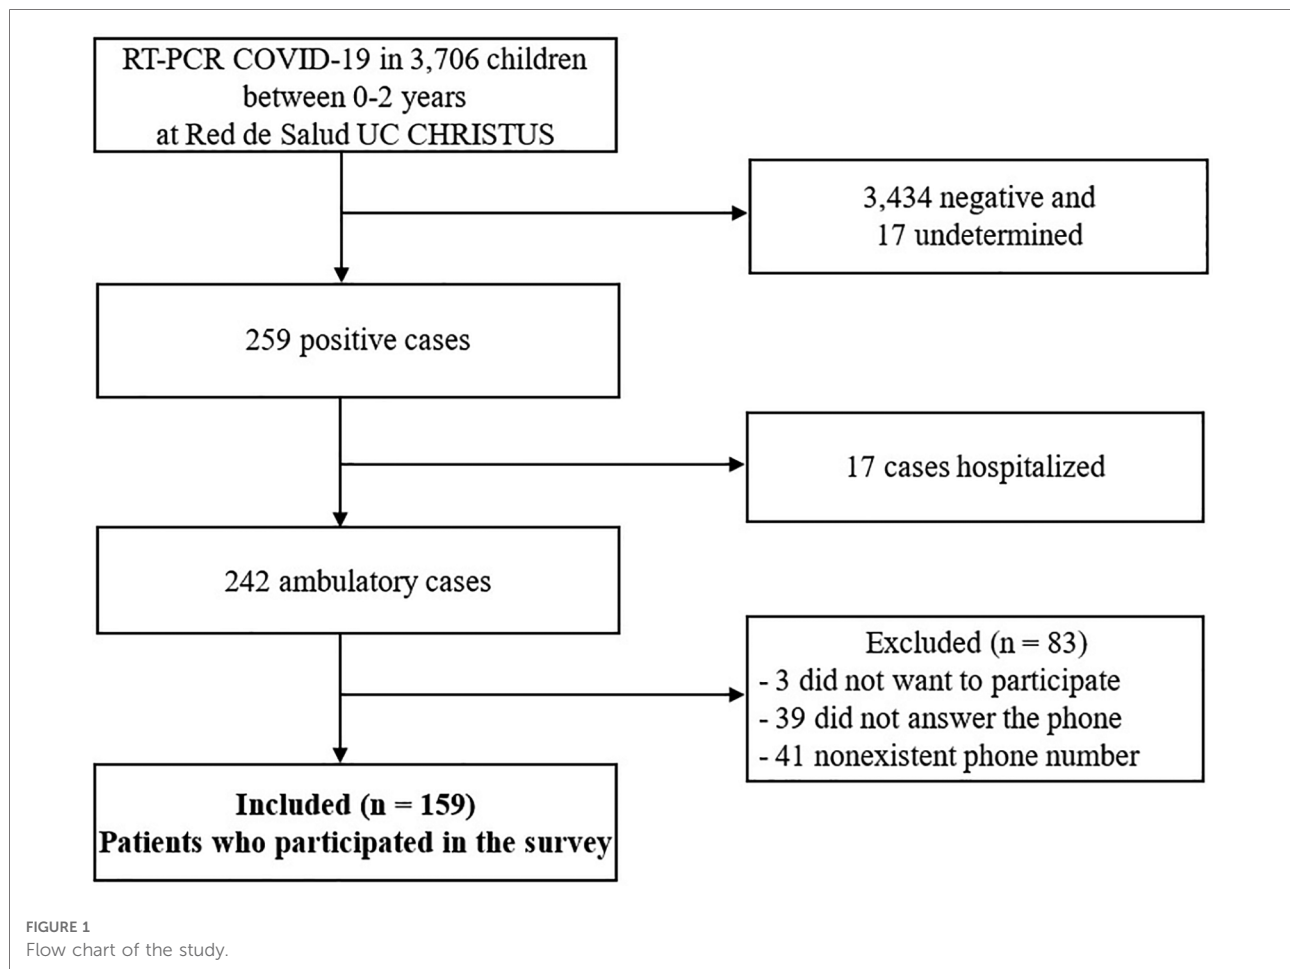 RT-PCR COVID-19 in 3,706 children
between 0-2 years
at Red de Salud UC CHRISTUS
3,434 negative and
17 undetermined
259 positive cases
17 cases hospitalized
242 ambulatory cases
Excluded (n = 83)
- 3 did not want to participate
- 39 did not answer the phone
- 41 nonexistent phone number
Included (n = 159)
Patients who participated in the survey
FIGURE 1
Flow chart of the study.